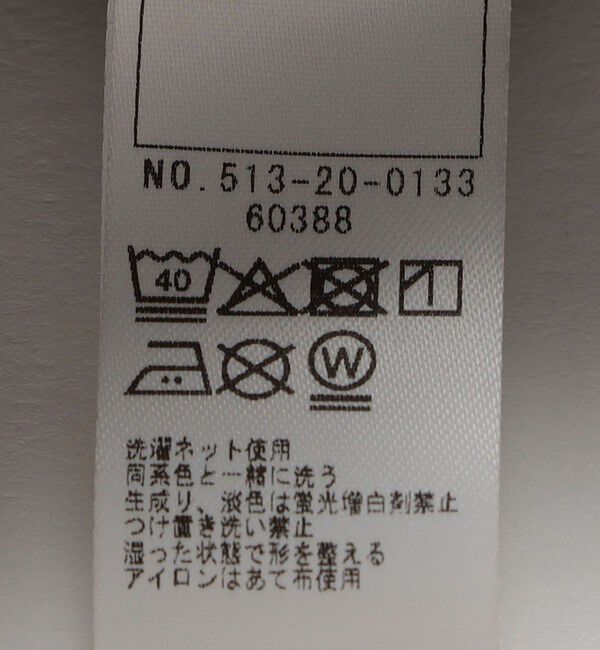 NO.513-20-0133
60388
40
W
洗濯ネット使用
同系色と一緒に洗う
生成り、淡色は蛍光増白剤禁止
つけ置き洗い禁止
湿った状態で形を整える
アイロンはあて布使用